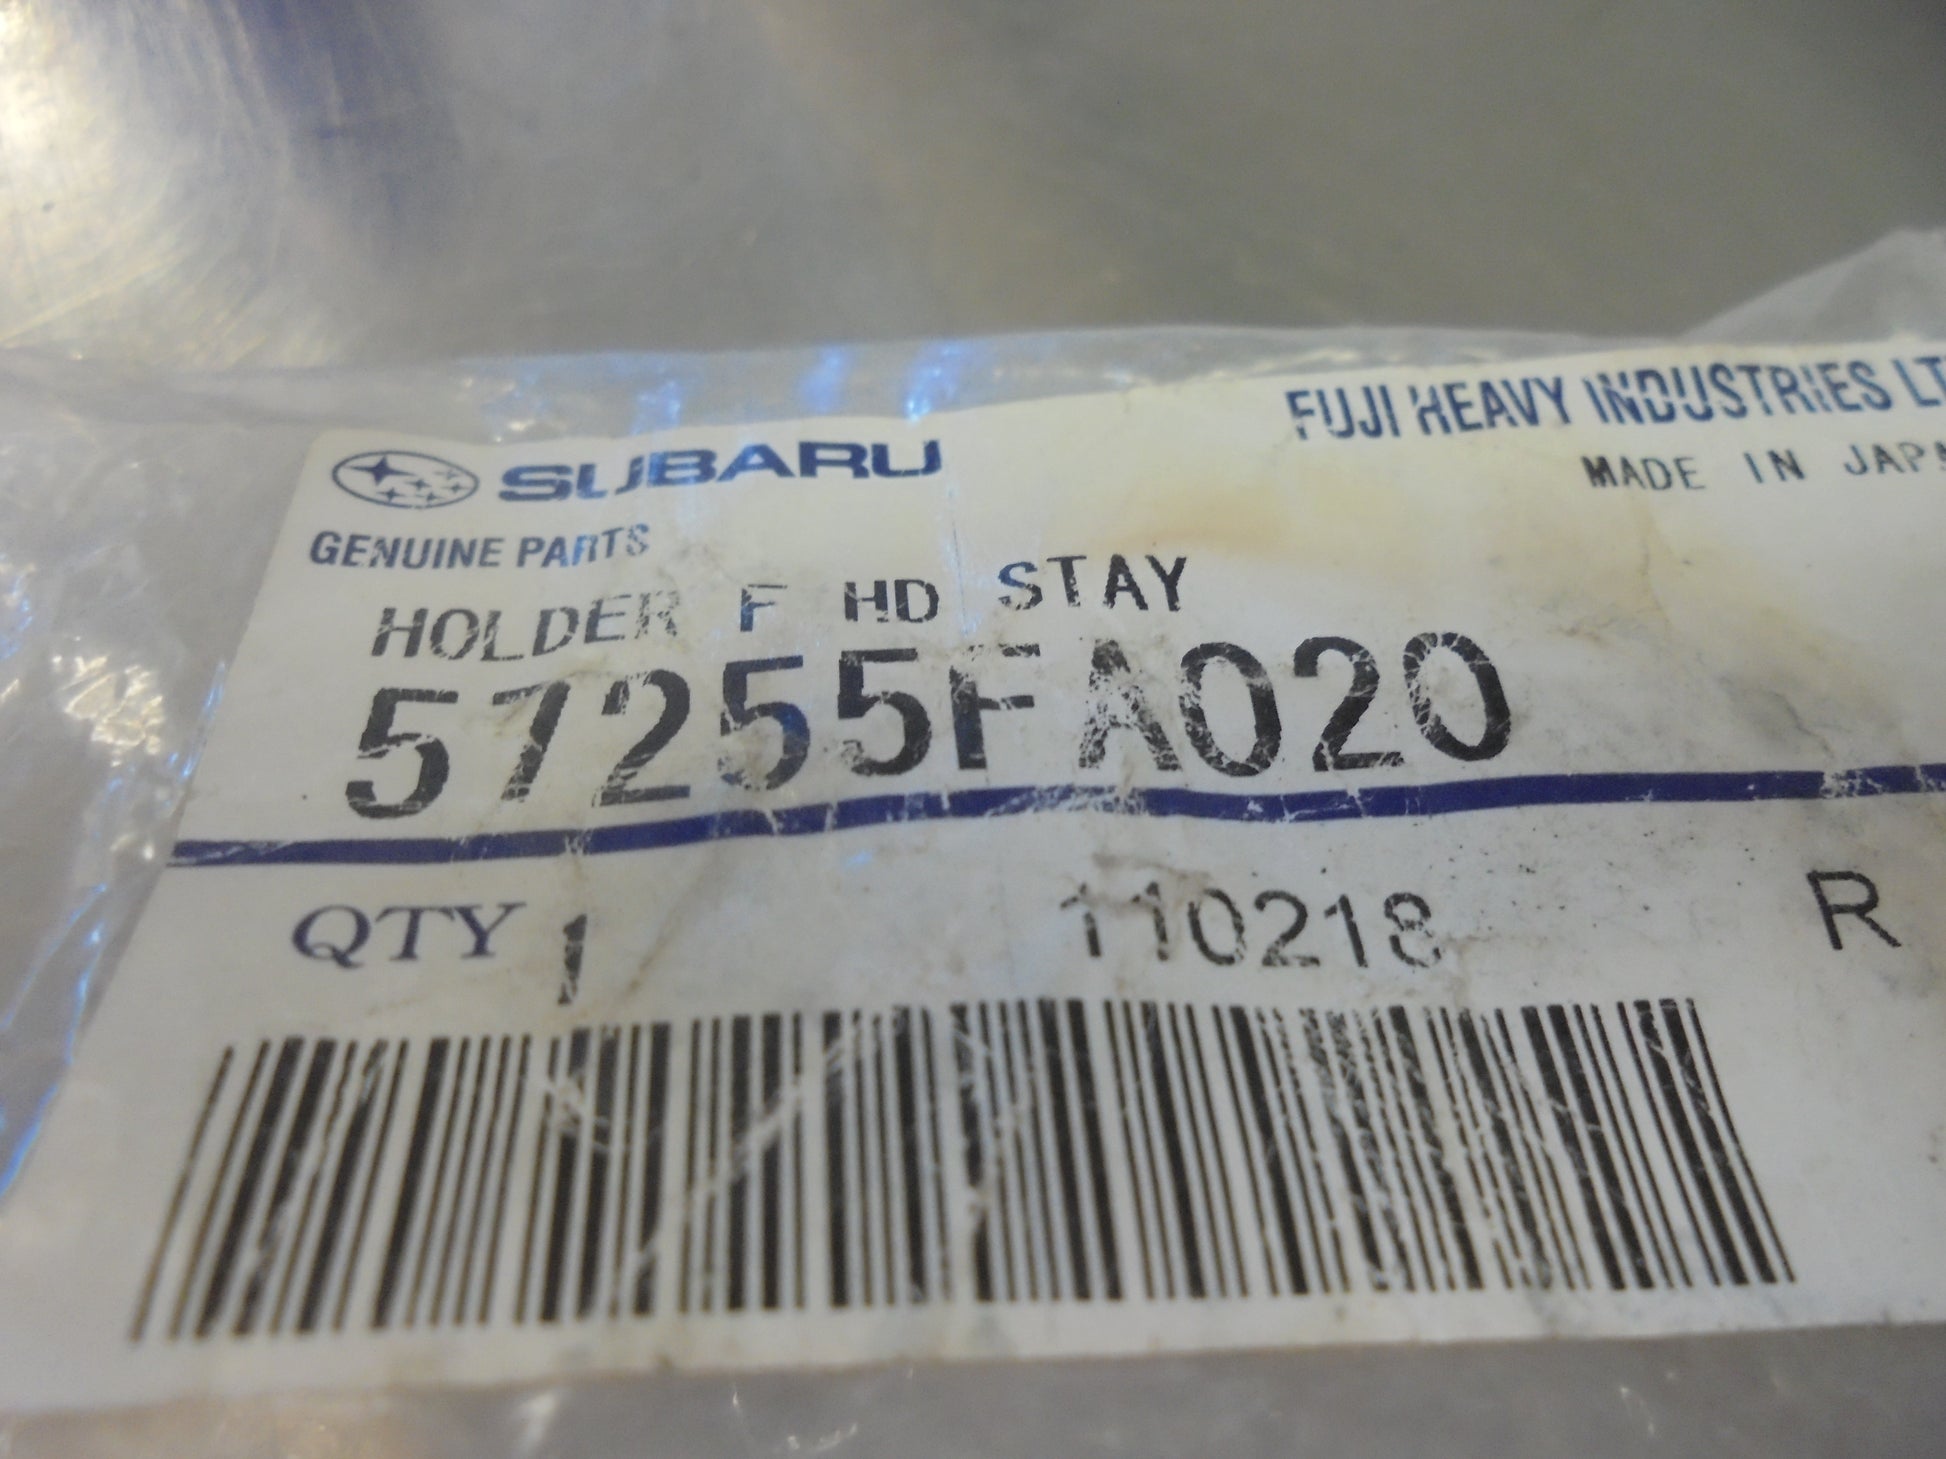 SUBARU
FUJI HEAVY INDUSTRIES LT
MADE IN JAPA
GENUINE PARTS
HOLDER F HD STAY
57255FA020
QTY 1 110218 R